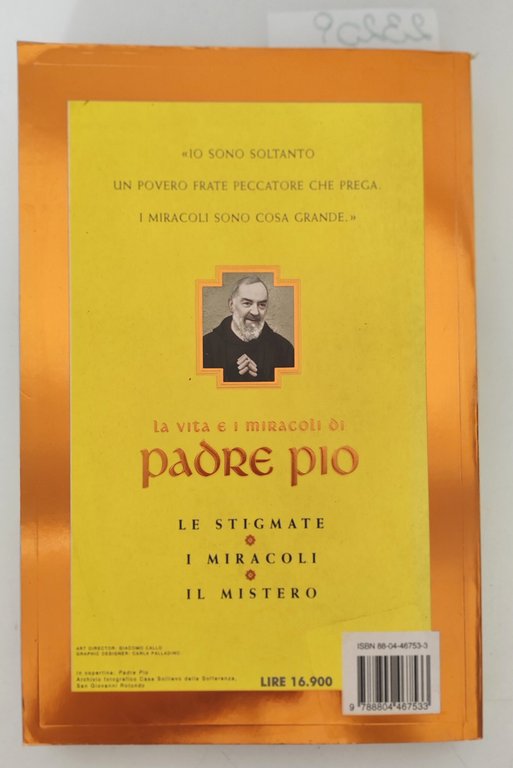 23209
«IO SONO SOLTANTO
UN POVERO FRATE PECCATORE CHE PREGA.
I MIRACOLI SONO COSA GRANDE.»
La vita e i miracoli di
Padre Pio
LE STIGMATE
I MIRACOLI
IL MISTERO
ART DIRECTOR: GIACOMO CALLO
GRAPHIC DESIGNER: CARLA PALLADINO
In copertina: Padre Pio
Archivio fotografico Casa Sollievo della Sofferenza,
San Giovanni Rotondo
LIRE 16.900
ISBN 88-04-46753-3
9 788804 467533